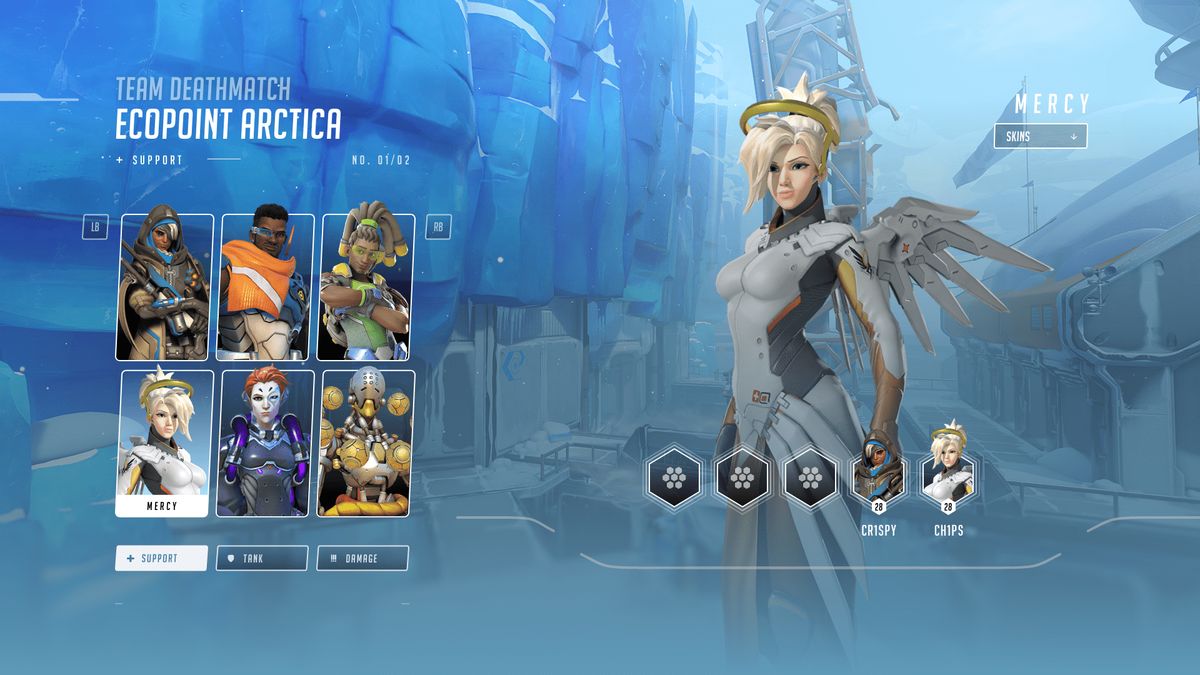 TEAM DEATHMATCH
ECOPOINT ARCTICA
+ SUPPORT
NO. 01/02
MERCY
SKINS
LB
RB
MERCY
28
28
CR1SPY
CH1PS
+ SUPPORT
TANK
DAMAGE